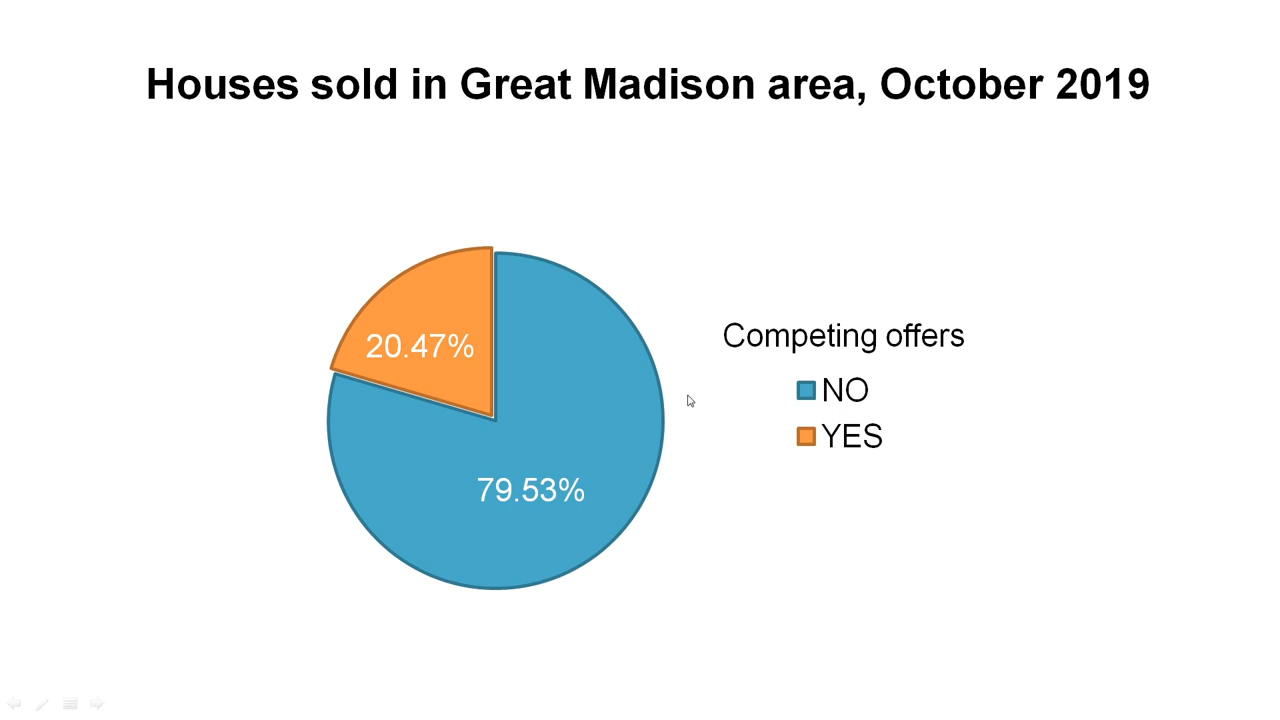 Houses sold in Great Madison area, October 2019
20.47%
Competing offers
NO
YES
79.53%